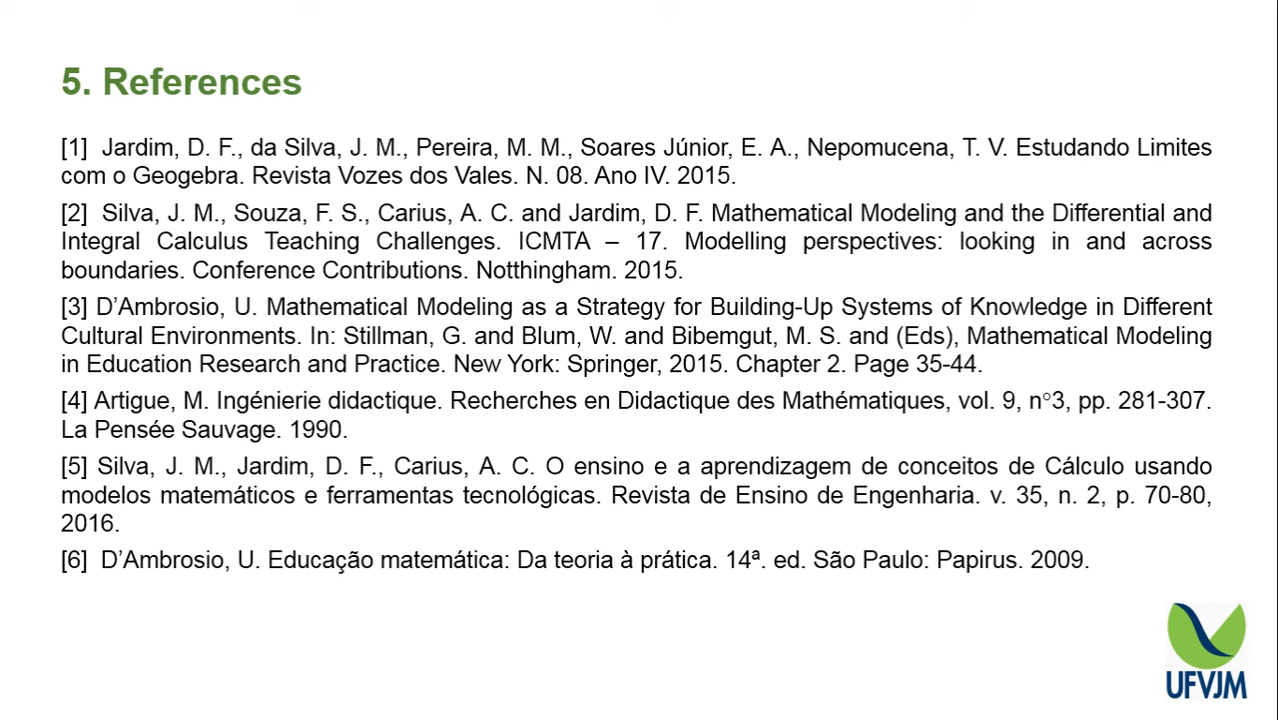 5. References
[1] Jardim, D. F., da Silva, J. M., Pereira, M. M., Soares Júnior, E. A., Nepomucena, T. V. Estudando Limites
com o Geogebra. Revista Vozes dos Vales. N. 08. Ano IV. 2015.
[2] Silva, J. M., Souza, F. S., Carius, A. C. and Jardim, D. F. Mathematical Modeling and the Differential and
Integral Calculus Teaching Challenges. ICMTA – 17. Modelling perspectives: looking in and across
boundaries. Conference Contributions. Notthingham. 2015.
[3] D’Ambrosio, U. Mathematical Modeling as a Strategy for Building-Up Systems of Knowledge in Different
Cultural Environments. In: Stillman, G. and Blum, W. and Bibemgut, M. S. and (Eds), Mathematical Modeling
in Education Research and Practice. New York: Springer, 2015. Chapter 2. Page 35-44.
[4] Artigue, M. Ingénierie didactique. Recherches en Didactique des Mathématiques, vol. 9, n°3, pp. 281-307.
La Pensée Sauvage. 1990.
[5] Silva, J. M., Jardim, D. F., Carius, A. C. O ensino e a aprendizagem de conceitos de Cálculo usando
modelos matemáticos e ferramentas tecnológicas. Revista de Ensino de Engenharia. v. 35, n. 2, p. 70-80,
2016.
[6] D’Ambrosio, U. Educação matemática: Da teoria à prática. 14ª. ed. São Paulo: Papirus. 2009.
UFVJM